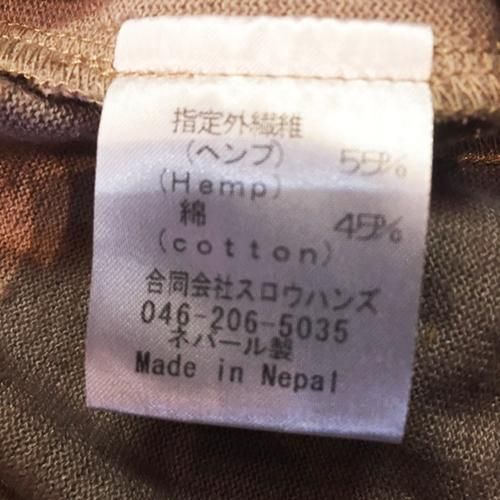 指定外繊維
(ヘンプ) 55%
(Hemp)
綿 45%
(cotton)
合同会社スロウハンズ
046-206-5035
ネパール製
Made in Nepal